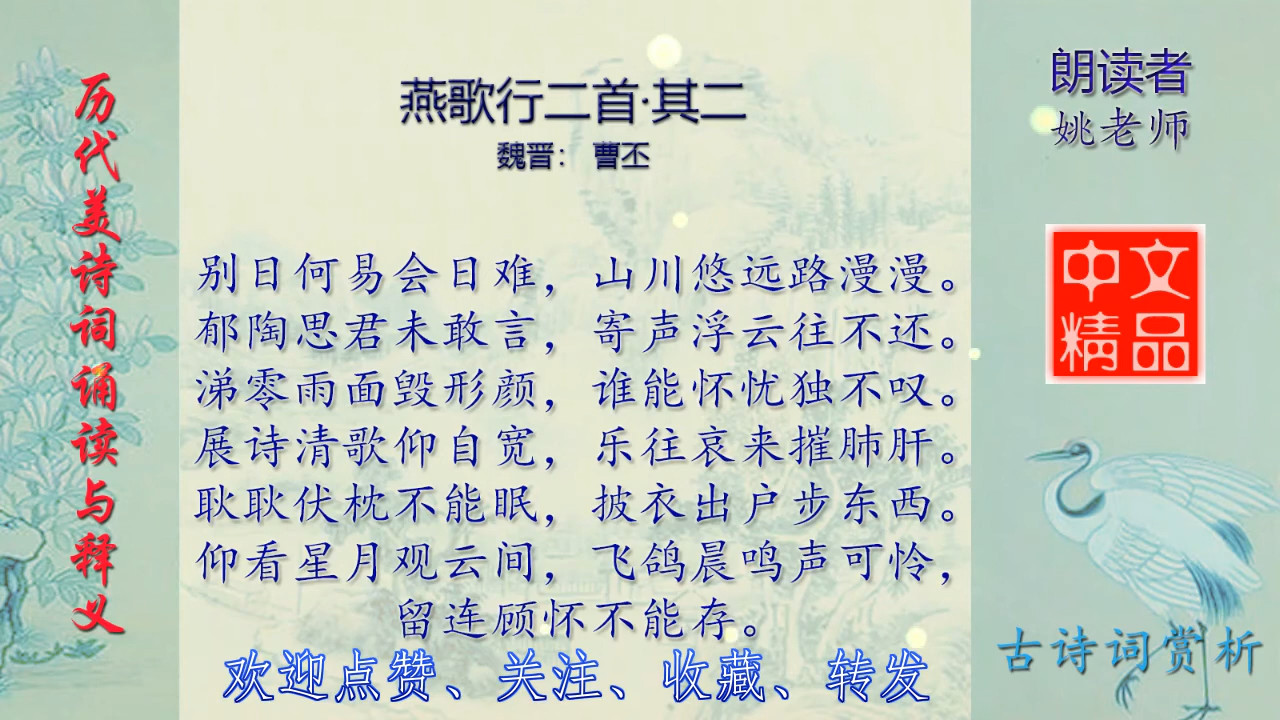 历代美诗词诵读与释义
燕歌行二首·其二
魏晋： 曹丕
别日何易会日难，山川悠远路漫漫。
郁陶思君未敢言，寄声浮云往不还。
涕零雨面毁形颜，谁能怀忧独不叹。
展诗清歌仰自宽，乐往哀来摧肺肝。
耿耿伏枕不能眠，披衣出户步东西。
仰看星月观云间，飞鸽晨鸣声可怜，
留连顾怀不能存。
欢迎点赞、关注、收藏、转发
朗读者
姚老师
中文
精品
古诗词赏析